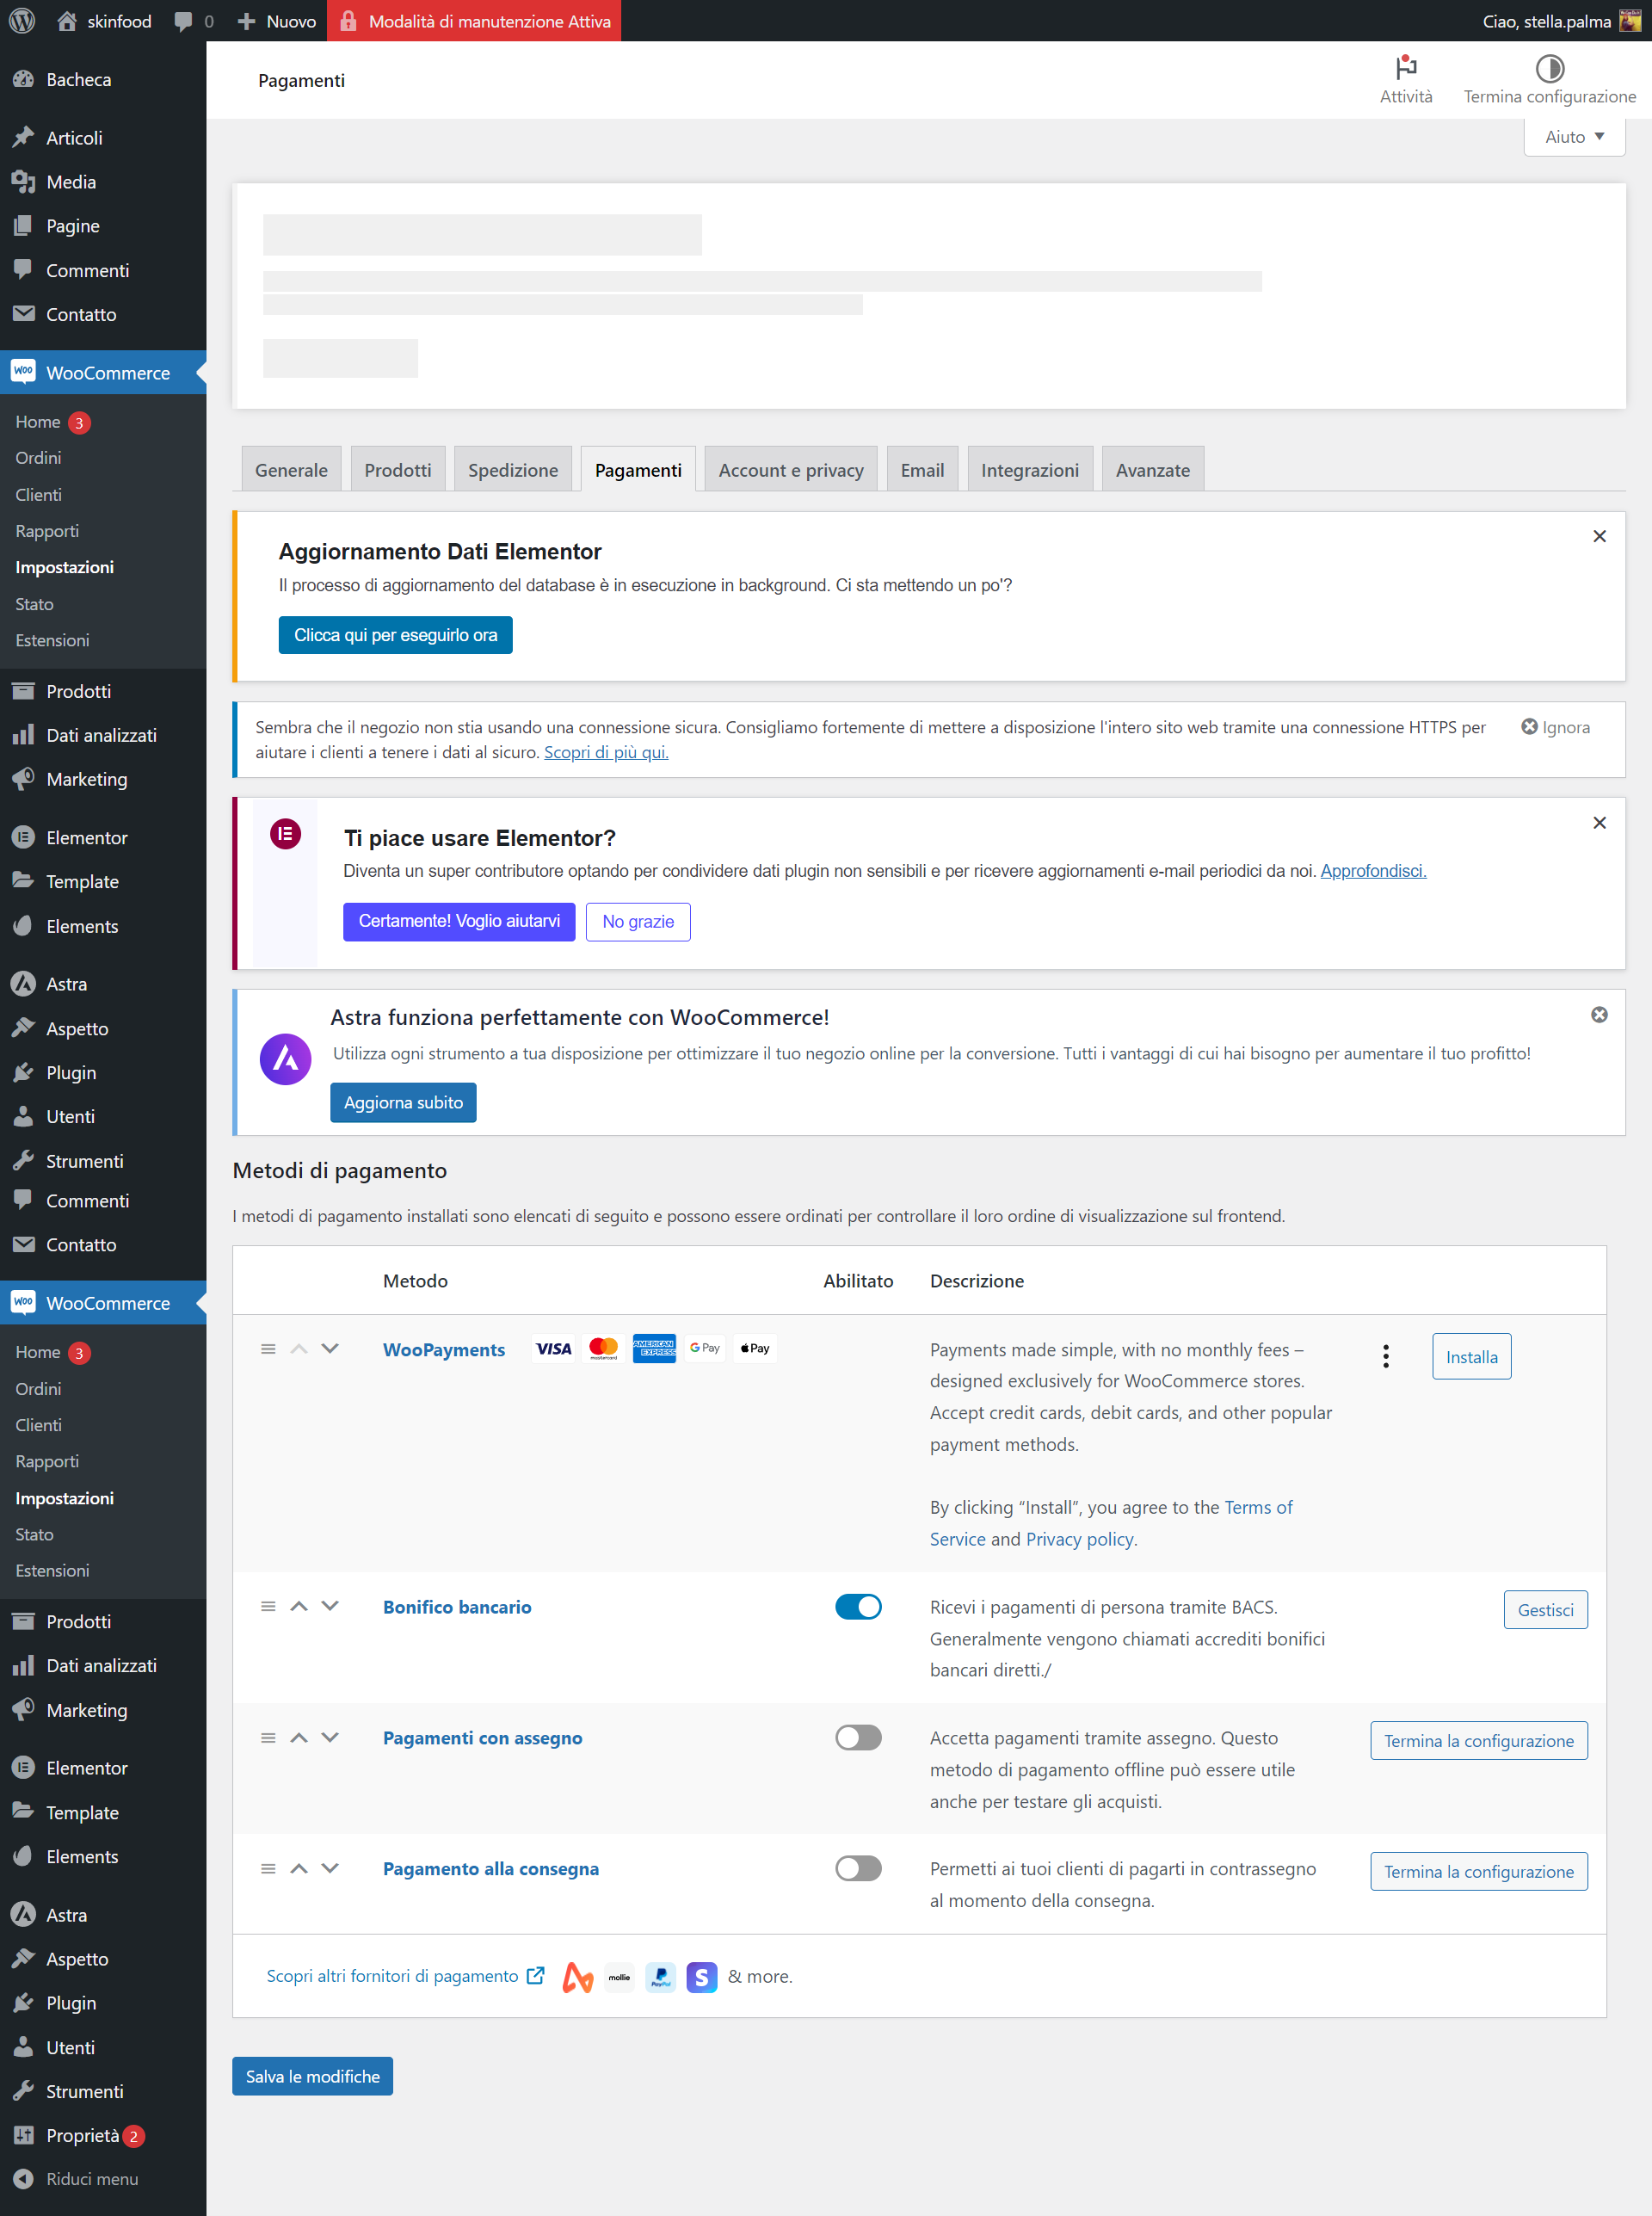 skinfood
0
Nuovo
Modalità di manutenzione Attiva
Ciao, stella.palma
Bacheca
Articoli
Media
Pagine
Commenti
Contatto
WooCommerce
Home 3
Ordini
Clienti
Rapporti
Impostazioni
Stato
Estensioni
Prodotti
Dati analizzati
Marketing
Elementor
Template
Elements
Astra
Aspetto
Plugin
Utenti
Strumenti
Commenti
Contatto
WooCommerce
Home 3
Ordini
Clienti
Rapporti
Impostazioni
Stato
Estensioni
Prodotti
Dati analizzati
Marketing
Elementor
Template
Elements
Astra
Aspetto
Plugin
Utenti
Strumenti
Proprietà 2
Riduci menu
Pagamenti
Attività
Termina configurazione
Aiuto
Generale
Prodotti
Spedizione
Pagamenti
Account e privacy
Email
Integrazioni
Avanzate
Aggiornamento Dati Elementor
Il processo di aggiornamento del database è in esecuzione in background. Ci sta mettendo un po'?
Clicca qui per eseguirlo ora
Sembra che il negozio non stia usando una connessione sicura. Consigliamo fortemente di mettere a disposizione l'intero sito web tramite una connessione HTTPS per
aiutare i clienti a tenere i dati al sicuro. Scopri di più qui.
Ignora
Ti piace usare Elementor?
Diventa un super contributore optando per condividere dati plugin non sensibili e per ricevere aggiornamenti e-mail periodici da noi. Approfondisci.
Certamente! Voglio aiutarvi
No grazie
Astra funziona perfettamente con WooCommerce!
Utilizza ogni strumento a tua disposizione per ottimizzare il tuo negozio online per la conversione. Tutti i vantaggi di cui hai bisogno per aumentare il tuo profitto!
Aggiorna subito
Metodi di pagamento
I metodi di pagamento installati sono elencati di seguito e possono essere ordinati per controllare il loro ordine di visualizzazione sul frontend.
Metodo
Abilitato
Descrizione
WooPayments
VISA
mastercard
AMERICAN EXPRESS
G Pay
Pay
Payments made simple, with no monthly fees –
designed exclusively for WooCommerce stores.
Accept credit cards, debit cards, and other popular
payment methods.
By clicking “Install”, you agree to the Terms of
Service and Privacy policy.
Installa
Bonifico bancario
Ricevi i pagamenti di persona tramite BACS.
Generalmente vengono chiamati accrediti bonifici
bancari diretti./
Gestisci
Pagamenti con assegno
Accetta pagamenti tramite assegno. Questo
metodo di pagamento offline può essere utile
anche per testare gli acquisti.
Termina la configurazione
Pagamento alla consegna
Permetti ai tuoi clienti di pagarti in contrassegno
al momento della consegna.
Termina la configurazione
Scopri altri fornitori di pagamento
mollie
PayPal
S
& more.
Salva le modifiche